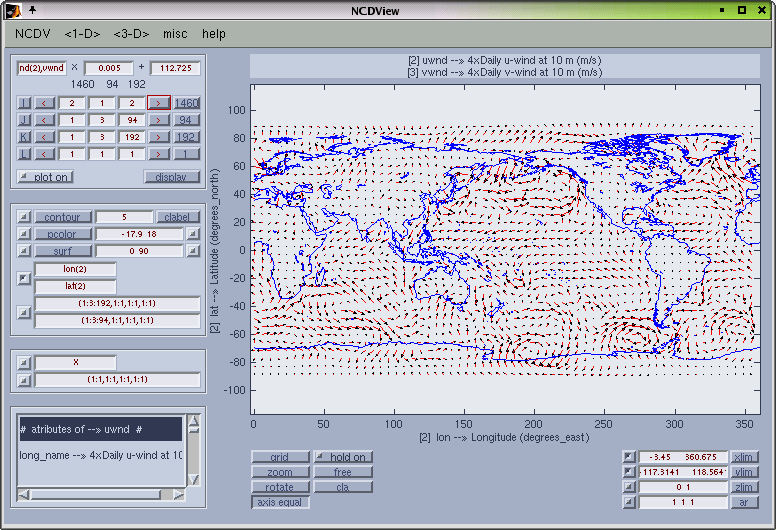 NCDView
NCDV <1-D> <3-D> misc help
nd(2),vwnd X 0.005 + 112.725
1460 94 192
I < 2 1 2 > 1460
J < 1 3 94 > 94
K < 1 3 192 > 192
L < 1 1 1 > 1
plot on display
contour 5 clabel
pcolor -17.9 18
surf 0 90
lon(2)
lat(2)
(1:3:192,1:1,1:1,1:1)
(1:3:94,1:1,1:1,1:1)
X
(1:1,1:1,1:1,1:1)
# atributes of --> uwnd #
long_name --> 4xDaily u-wind at 10
[2] uwnd --> 4xDaily u-wind at 10 m (m/s)
[3] vwnd --> 4xDaily v-wind at 10 m (m/s)
[2] lat --> Latitude (degrees_north)
100
80
60
40
20
0
-20
-40
-60
-80
-100
0 50 100 150 200 250 300 350
[2] lon --> Longitude (degrees_east)
grid hold on
zoom free
rotate cla
axis equal
-3.45 360.675 xlim
-117.3141 118.5641 ylim
0 1 zlim
1 1 1 ar